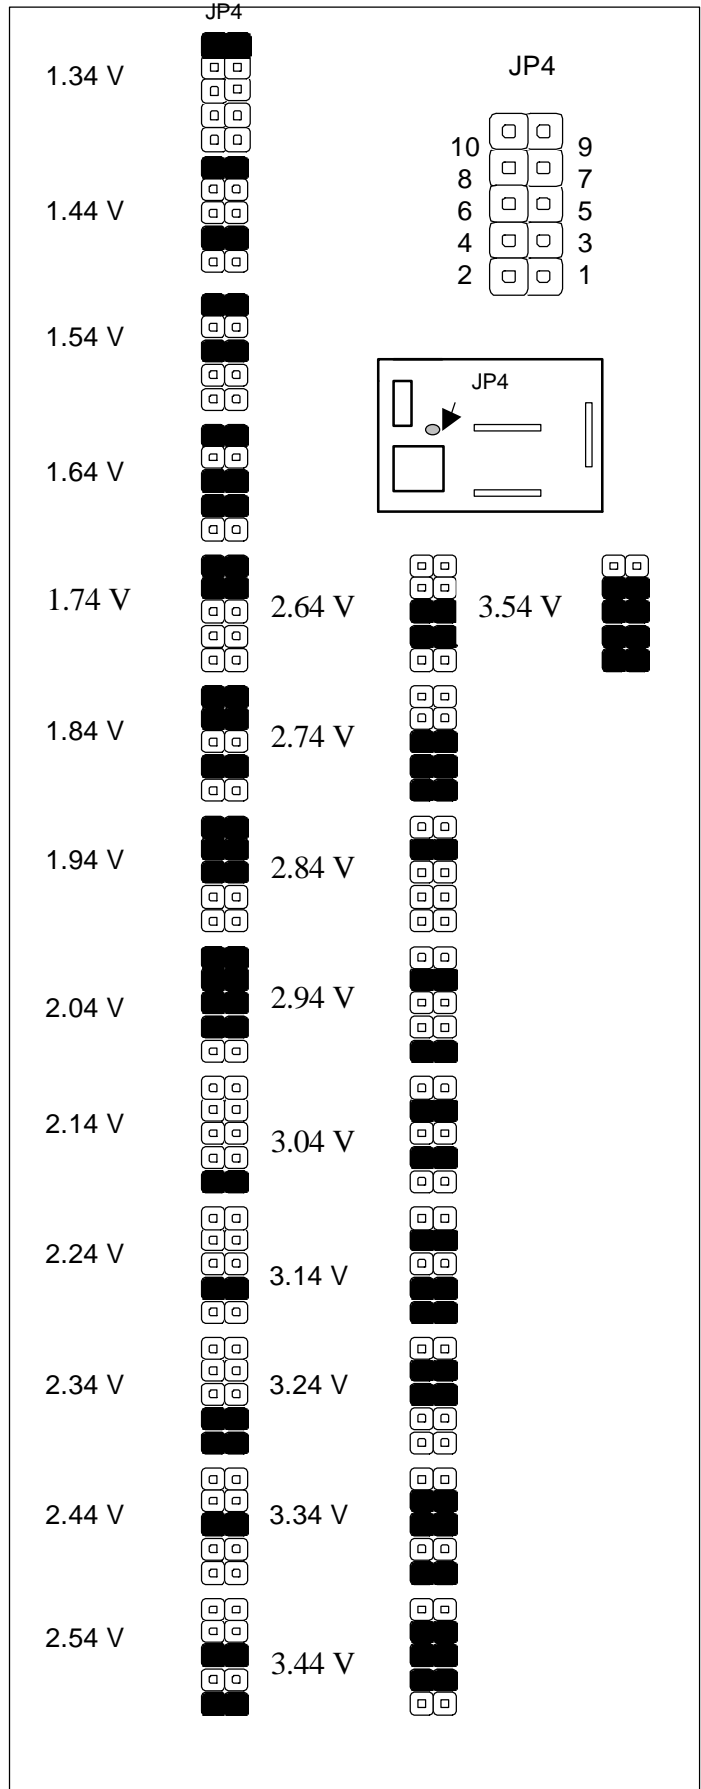 JP4
1.34 V
JP4
10 9
8 7
6 5
4 3
2 1
1.44 V
1.54 V
JP4
1.64 V
1.74 V 2.64 V 3.54 V
1.84 V 2.74 V
1.94 V 2.84 V
2.04 V 2.94 V
2.14 V 3.04 V
2.24 V 3.14 V
2.34 V 3.24 V
2.44 V 3.34 V
2.54 V 3.44 V